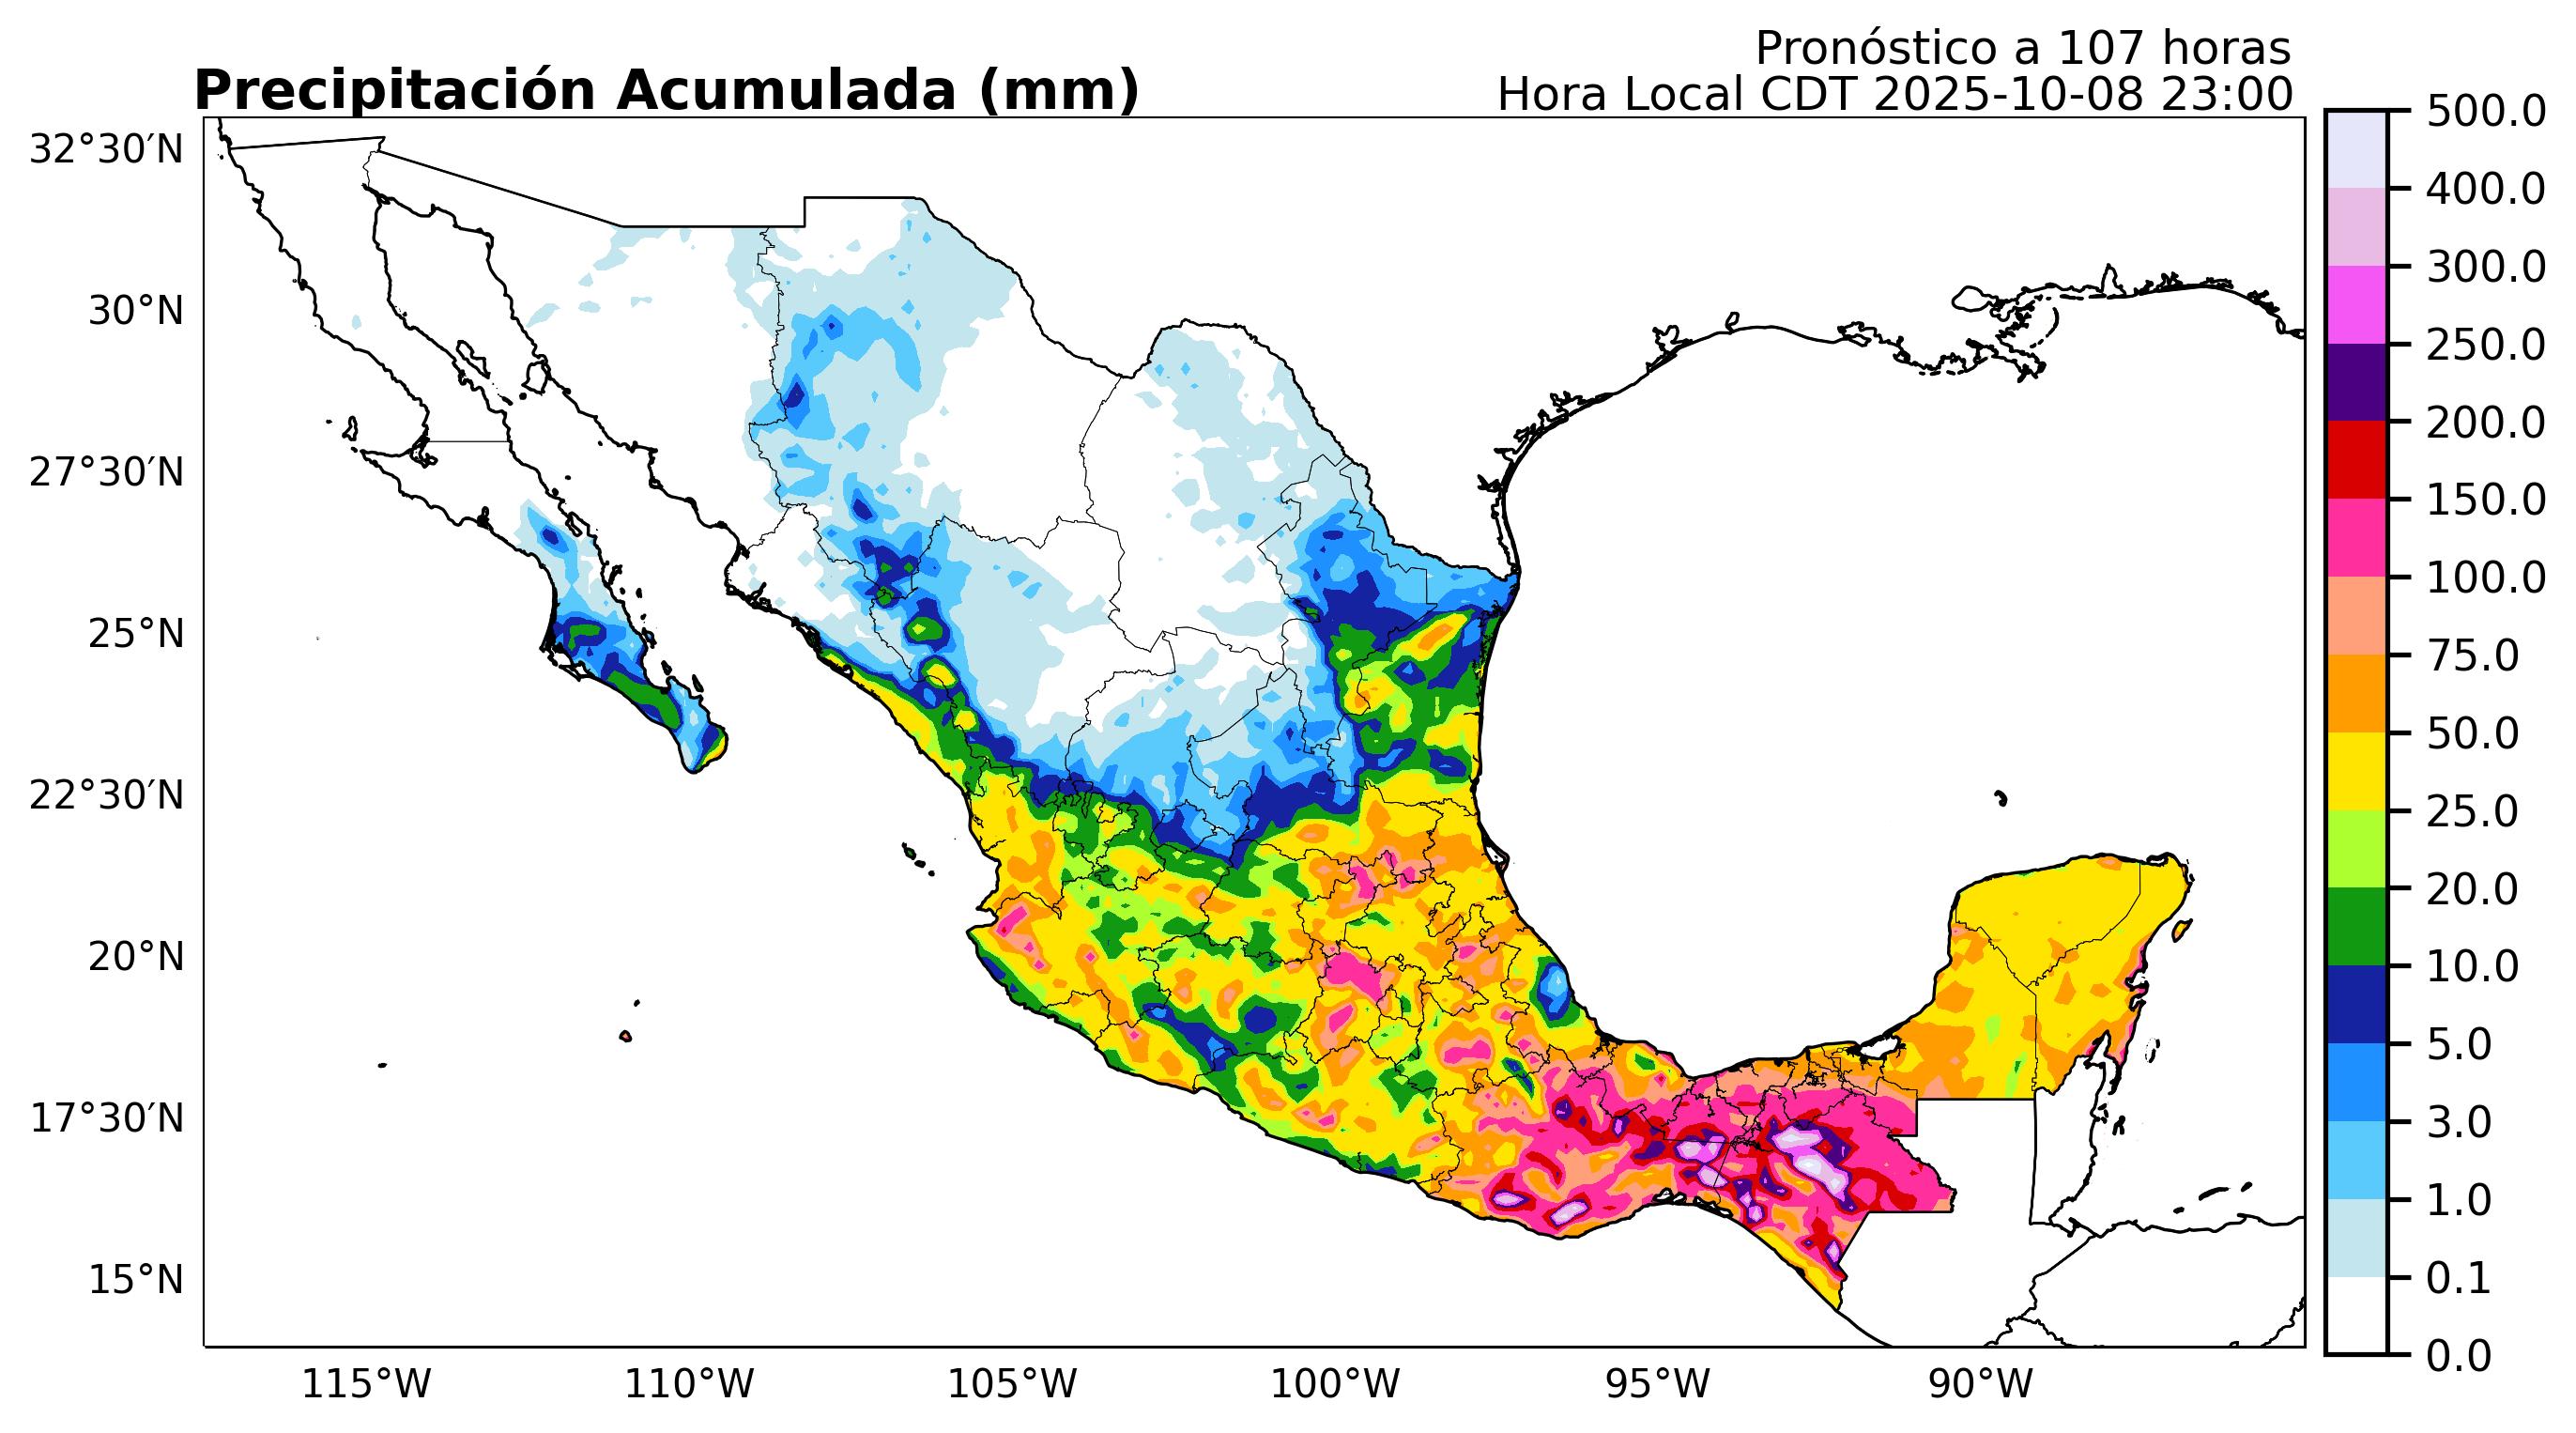 Pronóstico a 107 horas
Precipitación Acumulada (mm)
Hora Local CDT 2025-10-08 23:00
32°30′N
30°N
27°30′N
25°N
22°30′N
20°N
17°30′N
15°N
115°W
110°W
105°W
100°W
95°W
90°W
500.0
400.0
300.0
250.0
200.0
150.0
100.0
75.0
50.0
25.0
20.0
10.0
5.0
3.0
1.0
0.1
0.0